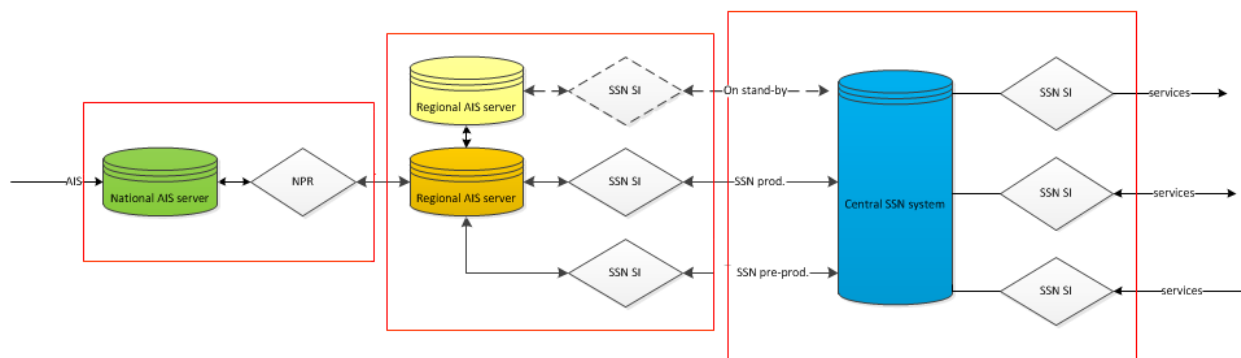 AIS
National AIS server
NPR
Regional AIS server
SSN SI
On stand-by
Regional AIS server
SSN SI
SSN prod.
SSN SI
SSN pre-prod.
Central SSN system
SSN SI
services
SSN SI
services
SSN SI
services